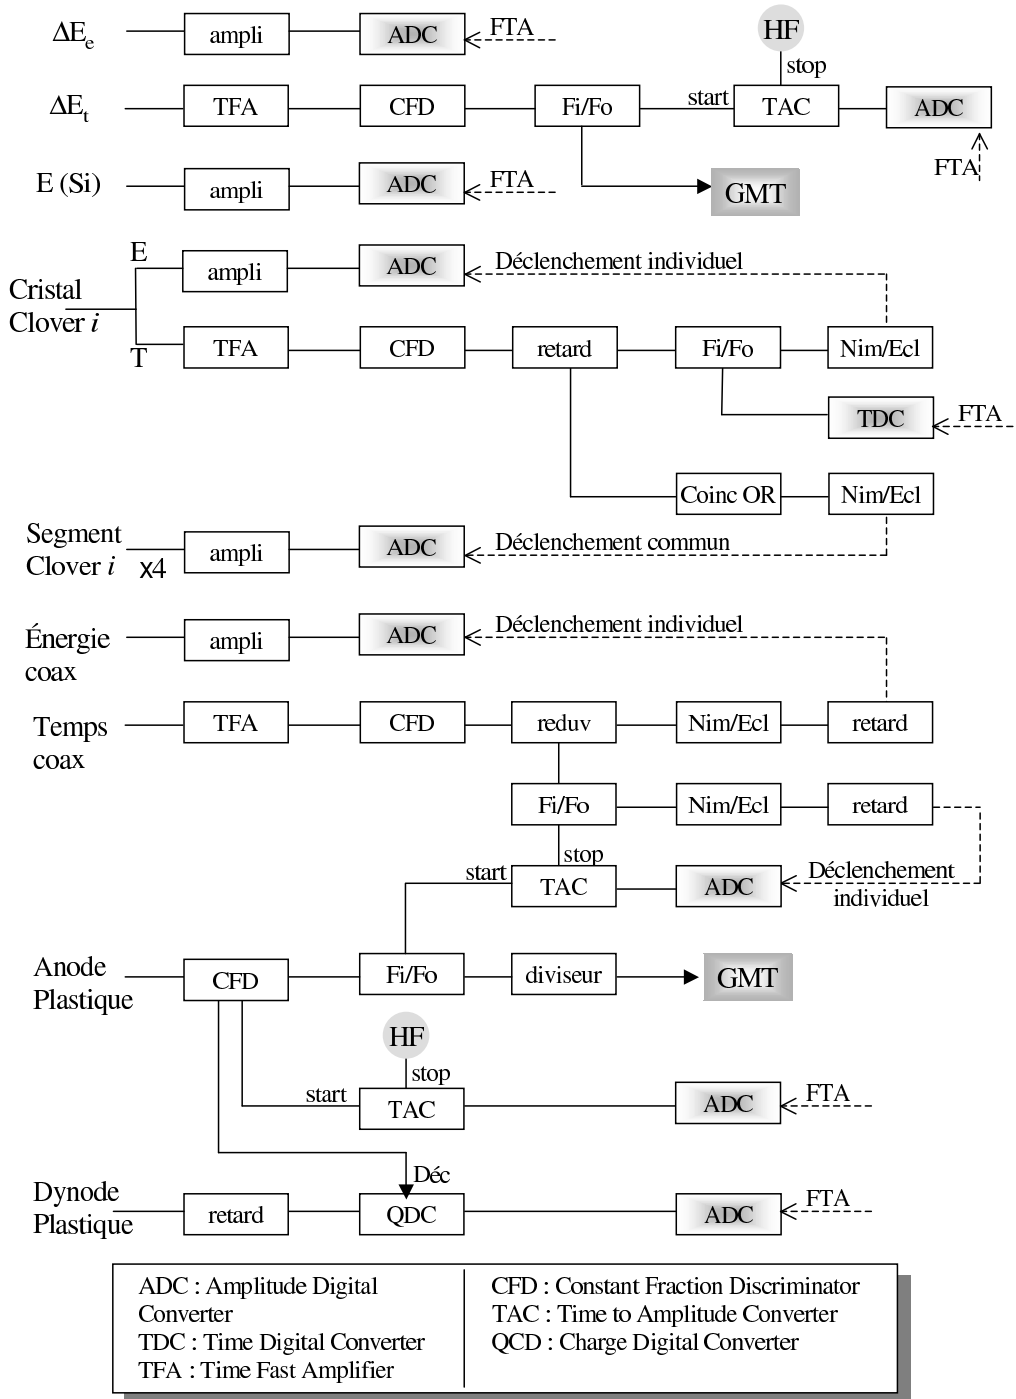 ΔEe ampli ADC FTA HF
stop
ΔEt TFA CFD Fi/Fo start TAC ADC
FTA
E (Si) ampli ADC FTA GMT
E
ampli ADC Déclenchement individuel
Cristal
Clover i
T TFA CFD retard Fi/Fo Nim/Ecl
TDC FTA
Coinc OR Nim/Ecl
Segment
Clover i x4 ampli ADC Déclenchement commun
Énergie
coax
ampli ADC Déclenchement individuel
Temps
coax
TFA CFD reduv Nim/Ecl retard
Fi/Fo Nim/Ecl retard
stop
start TAC ADC Déclenchement
individuel
Anode
Plastique
CFD Fi/Fo diviseur GMT
HF
stop
start TAC ADC FTA
Déc
Dynode
Plastique
retard QDC ADC FTA
ADC : Amplitude Digital
Converter
TDC : Time Digital Converter
TFA : Time Fast Amplifier
CFD : Constant Fraction Discriminator
TAC : Time to Amplitude Converter
QCD : Charge Digital Converter